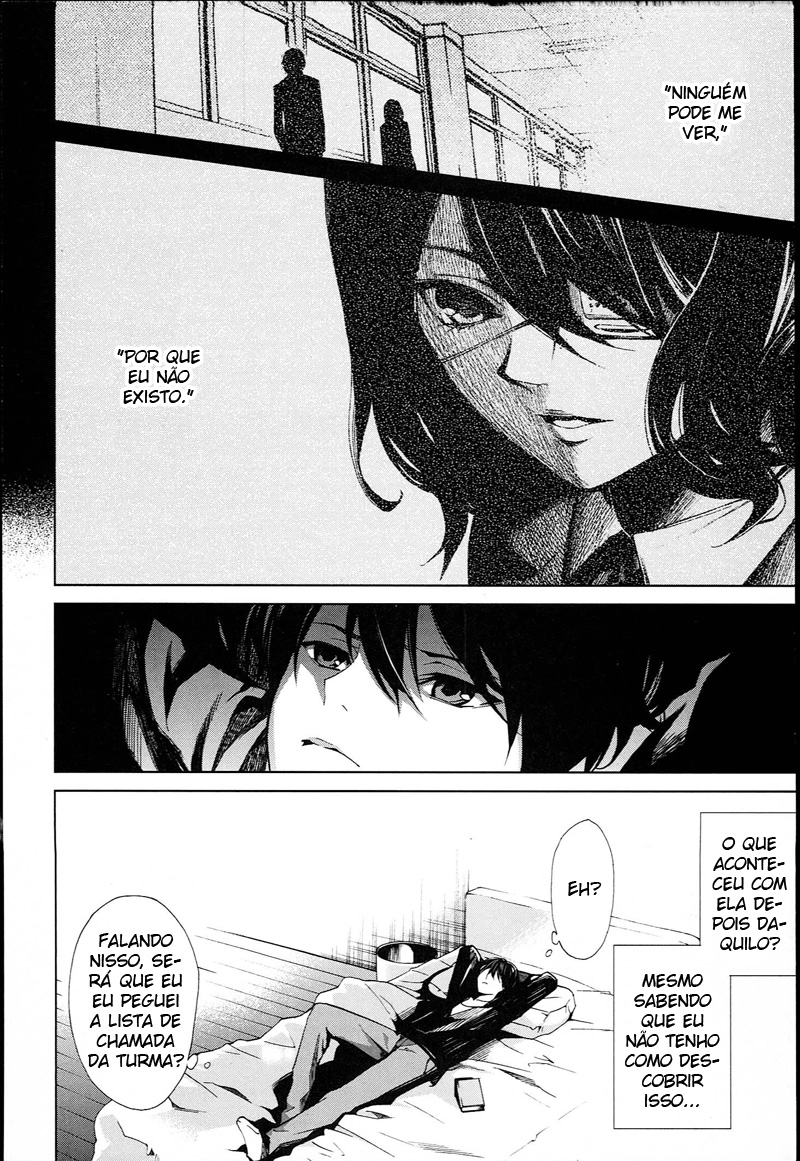 "NINGUÉM
PODE ME
VER,"
"POR QUE
EU NÃO
EXISTO."
O QUE
ACONTE-
CEU COM
ELA DE-
POIS DA-
QUILO?
MESMO
SABENDO
QUE EU
NÃO TENHO
COMO DES-
COBRIR
ISSO...
EH?
FALANDO
NISSO, SE-
RÁ QUE EU
EU PEGUEI
A LISTA DE
CHAMADA
DA TURMA?